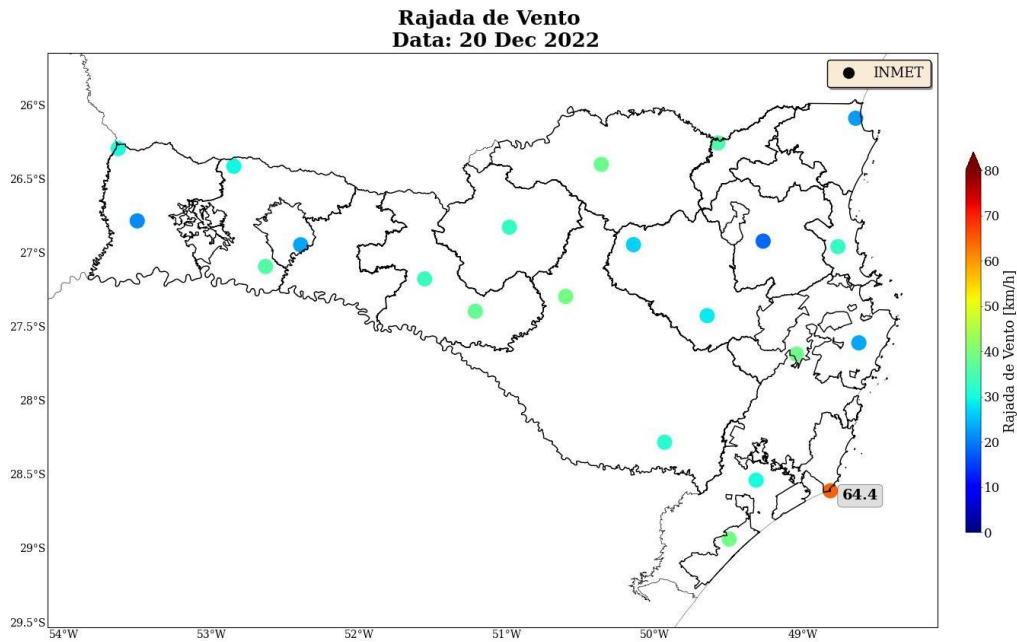 Rajada de Vento
Data: 20 Dec 2022
INMET
26°S
26.5°S
27°S
27.5°S
28°S
28.5°S
29°S
29.5°S
54°W
53°W
52°W
51°W
50°W
49°W
64.4
80
70
60
50
40
30
20
10
0
Rajada de Vento [km/h]